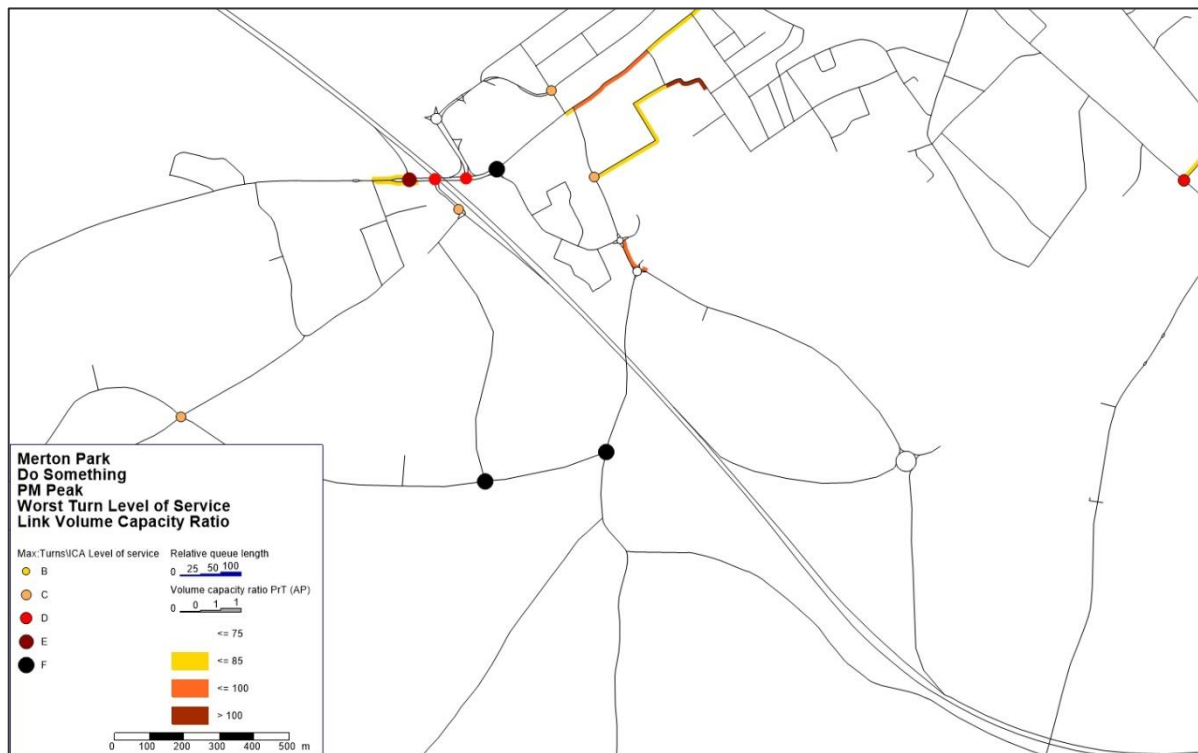 Merton Park
Do Something
PM Peak
Worst Turn Level of Service
Link Volume Capacity Ratio
Max:Turns\ICA Level of service
B
C
D
E
F
Relative queue length
0 25 50 100
Volume capacity ratio PrT (AP)
0 0 1 1
<= 75
<= 85
<= 100
> 100
0 100 200 300 400 500 m